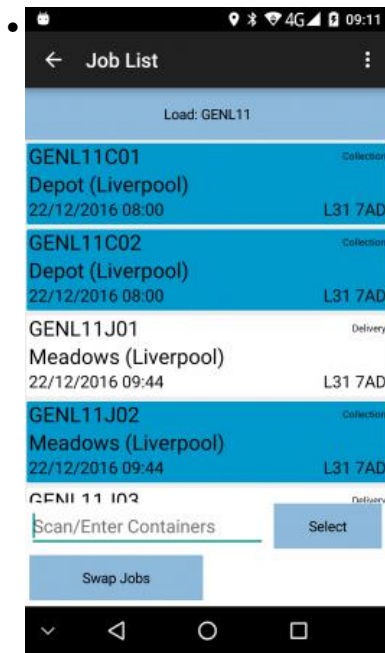 4G 09:11
Job List
Load: GENL11
GENL11C01 Collection
Depot (Liverpool)
22/12/2016 08:00 L31 7AD
GENL11C02 Collection
Depot (Liverpool)
22/12/2016 08:00 L31 7AD
GENL11J01 Delivery
Meadows (Liverpool)
22/12/2016 09:44 L31 7AD
GENL11J02 Collection
Meadows (Liverpool)
22/12/2016 09:44 L31 7AD
GENL11J03 Delivery
Scan/Enter Containers Select
Swap Jobs